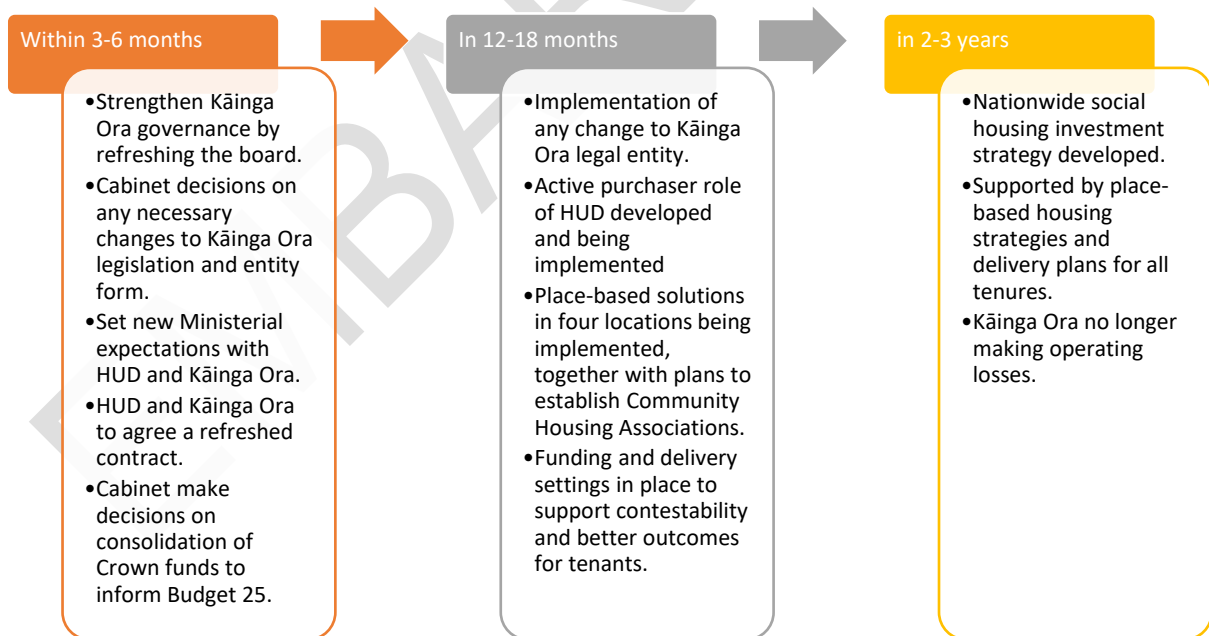 Within 3-6 months
•Strengthen Kāinga
Ora governance by
refreshing the board.
•Cabinet decisions on
any necessary
changes to Kāinga Ora
legislation and entity
form.
•Set new Ministerial
expectations with
HUD and Kāinga Ora.
•HUD and Kāinga Ora
to agree a refreshed
contract.
•Cabinet make
decisions on
consolidation of
Crown funds to
inform Budget 25.
In 12-18 months
•Implementation of
any change to Kāinga
Ora legal entity.
•Active purchaser role
of HUD developed
and being
implemented
•Place-based solutions
in four locations being
implemented,
together with plans to
establish Community
Housing Associations.
•Funding and delivery
settings in place to
support contestability
and better outcomes
for tenants.
in 2-3 years
•Nationwide social
housing investment
strategy developed.
•Supported by place-
based housing
strategies and
delivery plans for all
tenures.
•Kāinga Ora no longer
making operating
losses.